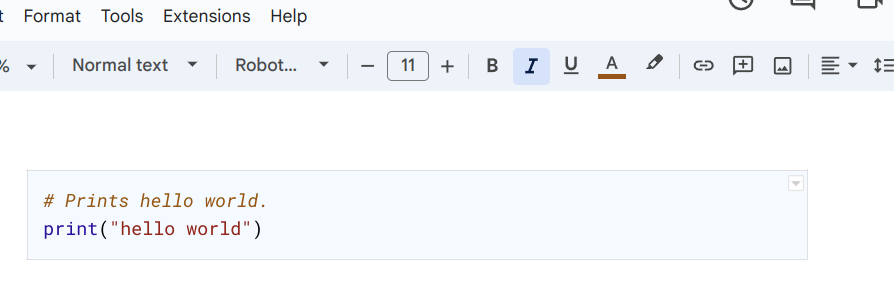 Format Tools Extensions Help
% Normal text Robot... 11 B I U A
# Prints hello world.
print("hello world")